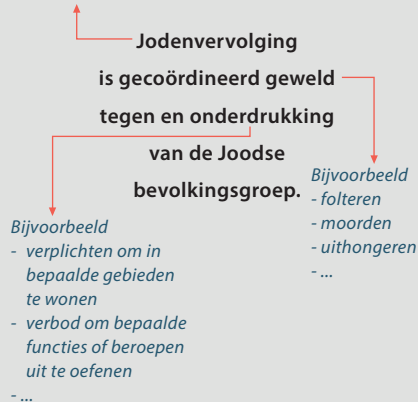 Jodenvervolging
is gecoördineerd geweld
tegen en onderdrukking
van de Joodse
bevolkingsgroep.
Bijvoorbeeld
- folteren
- moorden
- uithongeren
- ...
Bijvoorbeeld
- verplichten om in
bepaalde gebieden
te wonen
- verbod om bepaalde
functies of beroepen
uit te oefenen
- ...